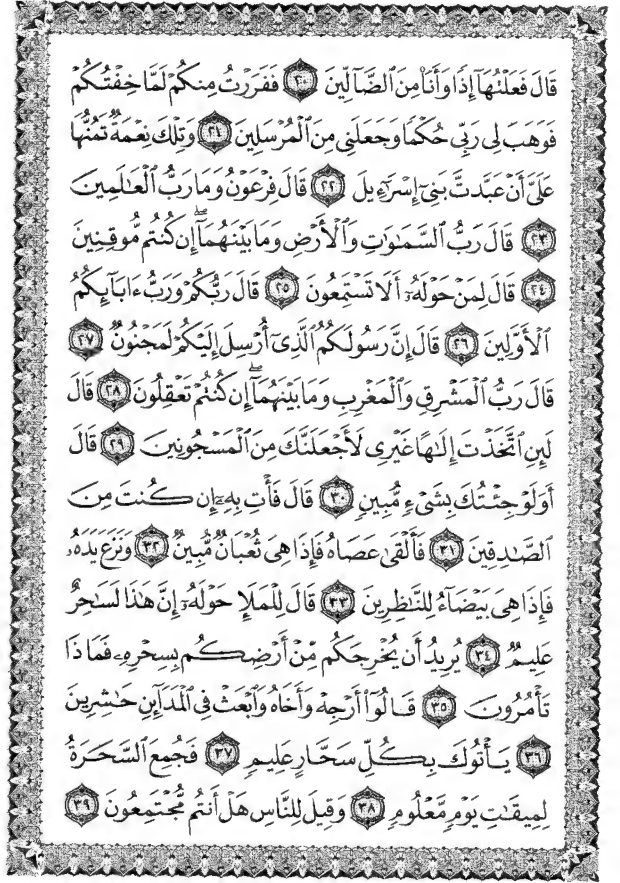 قَالَ فَعَلْتُهَآ إِذًا وَأَنَا۠ مِنَ ٱلضَّآلِّينَ ٢٠ فَفَرَرْتُ مِنكُمْ لَمَّا خِفْتُكُمْ
فَوَهَبَ لِى رَبِّى حُكْمًا وَجَعَلَنِى مِنَ ٱلْمُرْسَلِينَ ٢١ وَتِلْكَ نِعْمَةٌ تَمُنُّهَا
عَلَىَّ أَنْ عَبَّدتَّ بَنِىٓ إِسْرَٰٓءِيلَ ٢٢ قَالَ فِرْعَوْنُ وَمَا رَبُّ ٱلْعَٰلَمِينَ
٢٣ قَالَ رَبُّ ٱلسَّمَٰوَٰتِ وَٱلْأَرْضِ وَمَا بَيْنَهُمَآ ۖ إِن كُنتُم مُّوقِنِينَ
٢٤ قَالَ لِمَنْ حَوْلَهُۥٓ أَلَا تَسْتَمِعُونَ ٢٥ قَالَ رَبُّكُمْ وَرَبُّ ءَابَآئِكُمُ
ٱلْأَوَّلِينَ ٢٦ قَالَ إِنَّ رَسُولَكُمُ ٱلَّذِىٓ أُرْسِلَ إِلَيْكُمْ لَمَجْنُونٌ ٢٧
قَالَ رَبُّ ٱلْمَشْرِقِ وَٱلْمَغْرِبِ وَمَا بَيْنَهُمَآ ۖ إِن كُنتُمْ تَعْقِلُونَ ٢٨ قَالَ
لَئِنِ ٱتَّخَذْتَ إِلَٰهًا غَيْرِى لَأَجْعَلَنَّكَ مِنَ ٱلْمَسْجُونِينَ ٢٩ قَالَ
أَوَلَوْ جِئْتُكَ بِشَىْءٍ مُّبِينٍ ٣٠ قَالَ فَأْتِ بِهِۦٓ إِن كُنتَ مِنَ
ٱلصَّٰدِقِينَ ٣١ فَأَلْقَىٰ عَصَاهُ فَإِذَا هِىَ ثُعْبَانٌ مُّبِينٌ ٣٢ وَنَزَعَ يَدَهُۥ
فَإِذَا هِىَ بَيْضَآءُ لِلنَّٰظِرِينَ ٣٣ قَالَ لِلْمَلَإِ حَوْلَهُۥٓ إِنَّ هَٰذَا لَسَٰحِرٌ
عَلِيمٌ ٣٤ يُرِيدُ أَن يُخْرِجَكُم مِّنْ أَرْضِكُم بِسِحْرِهِۦ فَمَاذَا
تَأْمُرُونَ ٣٥ قَالُوٓا۟ أَرْجِهْ وَأَخَاهُ وَٱبْعَثْ فِى ٱلْمَدَآئِنِ حَٰشِرِينَ
٣٦ يَأْتُوكَ بِكُلِّ سَحَّارٍ عَلِيمٍ ٣٧ فَجُمِعَ ٱلسَّحَرَةُ
لِمِيقَٰتِ يَوْمٍ مَّعْلُومٍ ٣٨ وَقِيلَ لِلنَّاسِ هَلْ أَنتُم مُّجْتَمِعُونَ ٣٩